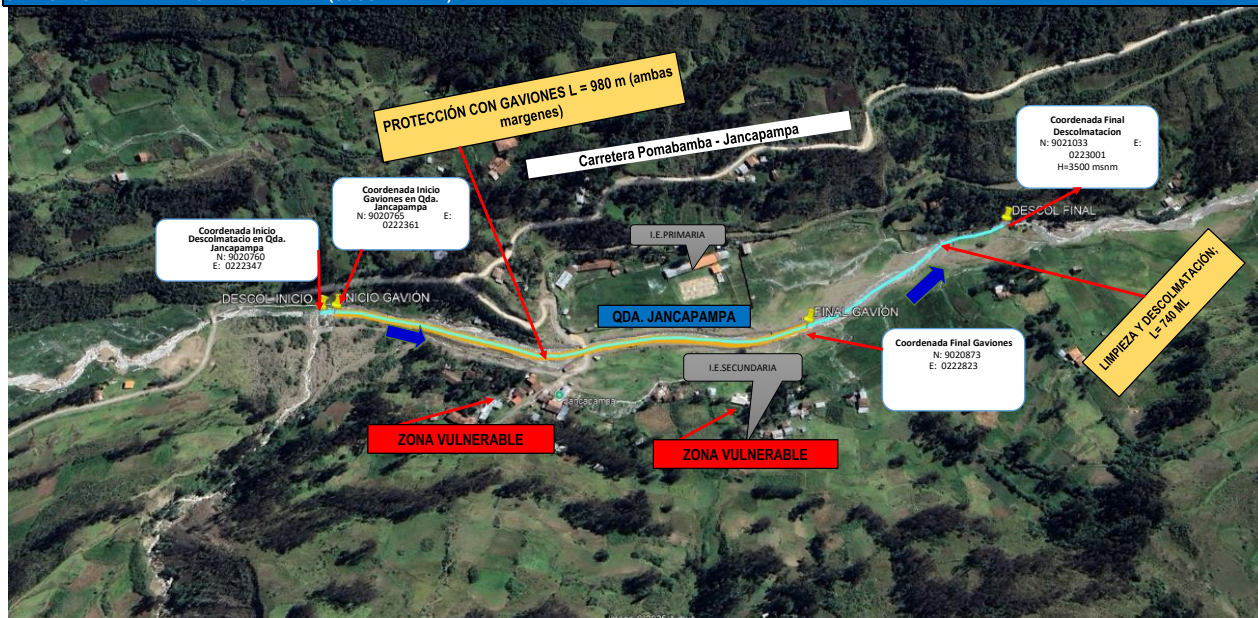 PROTECCIÓN CON GAVIONES L = 980 m (ambas
margenes)
Carretera Pomabamba - Jancapampa
Coordenada Final
Descolmatacion
N: 9021033 E:
0223001
H=3500 msnm
Coordenada Inicio
Gaviones en Qda.
Jancapampa
N: 9020765 E:
0222361
Coordenada Inicio
Descolmatacio en Qda.
Jancapampa
N: 9020760
E: 0222347
I.E.PRIMARIA
DESCOL FINAL
DESCOL INICIO
INICIO GAVIÓN
QDA. JANCAPAMPA
FINAL GAVIÓN
LIMPIEZA Y DESCOLMATACIÓN;
L= 740 ML
Coordenada Final Gaviones
N: 9020873
E: 0222823
I.E.SECUNDARIA
Jancapampa
ZONA VULNERABLE
ZONA VULNERABLE